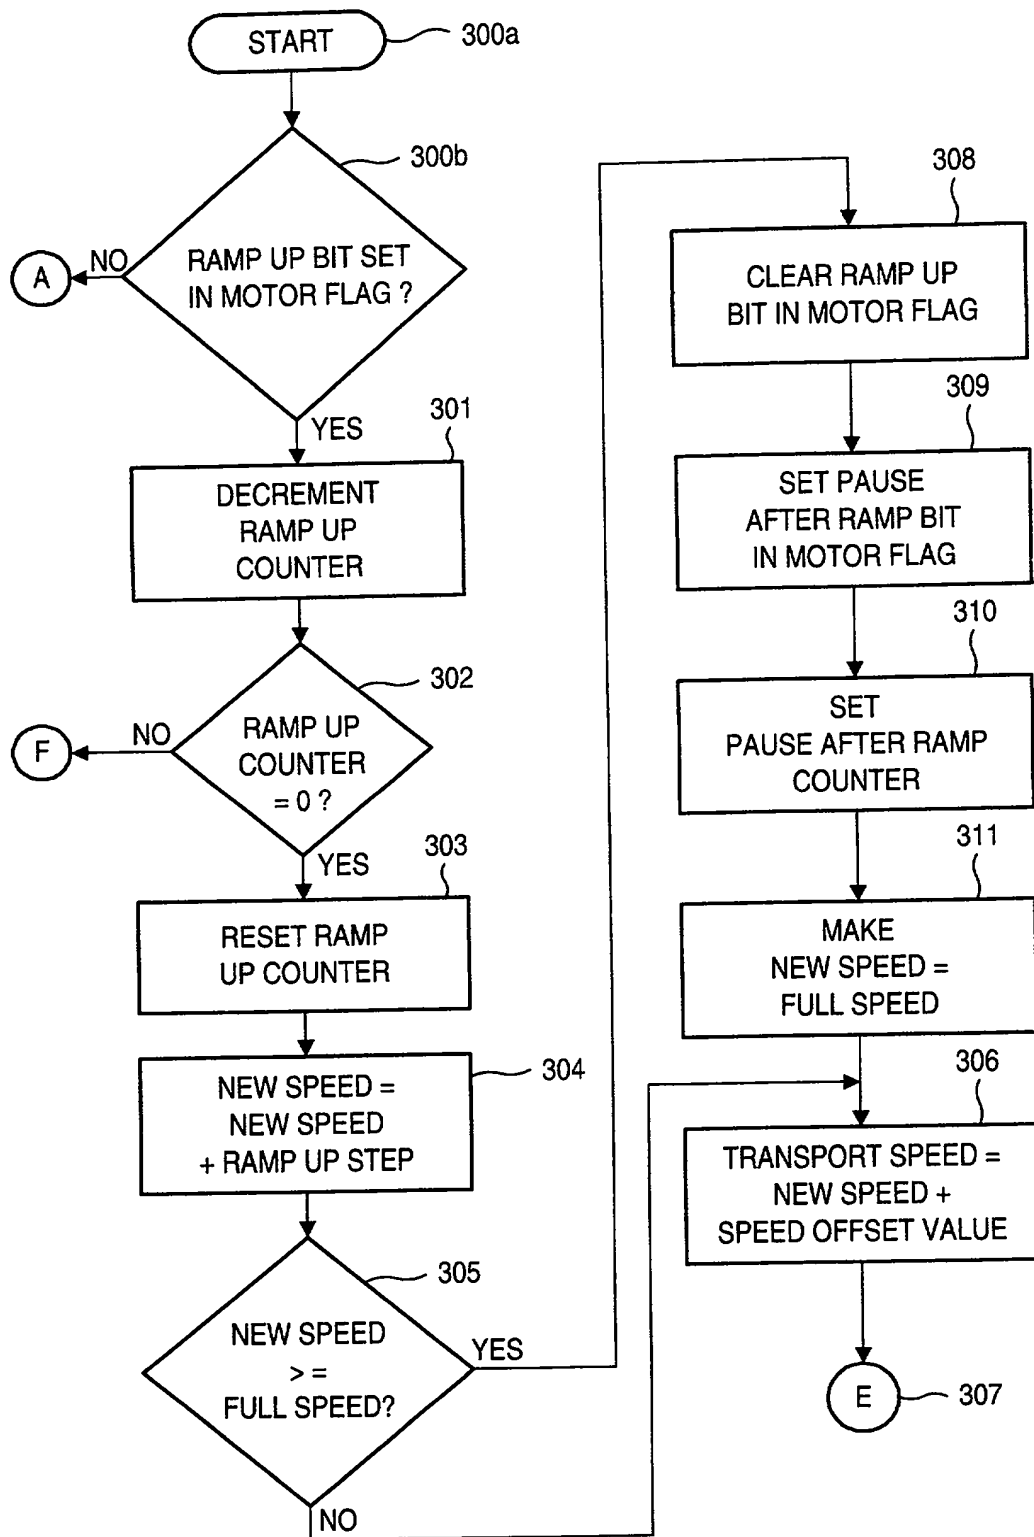 START
300a
300b
RAMP UP BIT SET
IN MOTOR FLAG ?
NO
A
YES
301
DECREMENT
RAMP UP
COUNTER
302
RAMP UP
COUNTER
= 0 ?
NO
F
YES
303
RESET RAMP
UP COUNTER
304
NEW SPEED =
NEW SPEED
+ RAMP UP STEP
305
NEW SPEED
> =
FULL SPEED?
YES
NO
308
CLEAR RAMP UP
BIT IN MOTOR FLAG
309
SET PAUSE
AFTER RAMP BIT
IN MOTOR FLAG
310
SET
PAUSE AFTER RAMP
COUNTER
311
MAKE
NEW SPEED =
FULL SPEED
306
TRANSPORT SPEED =
NEW SPEED +
SPEED OFFSET VALUE
E
307